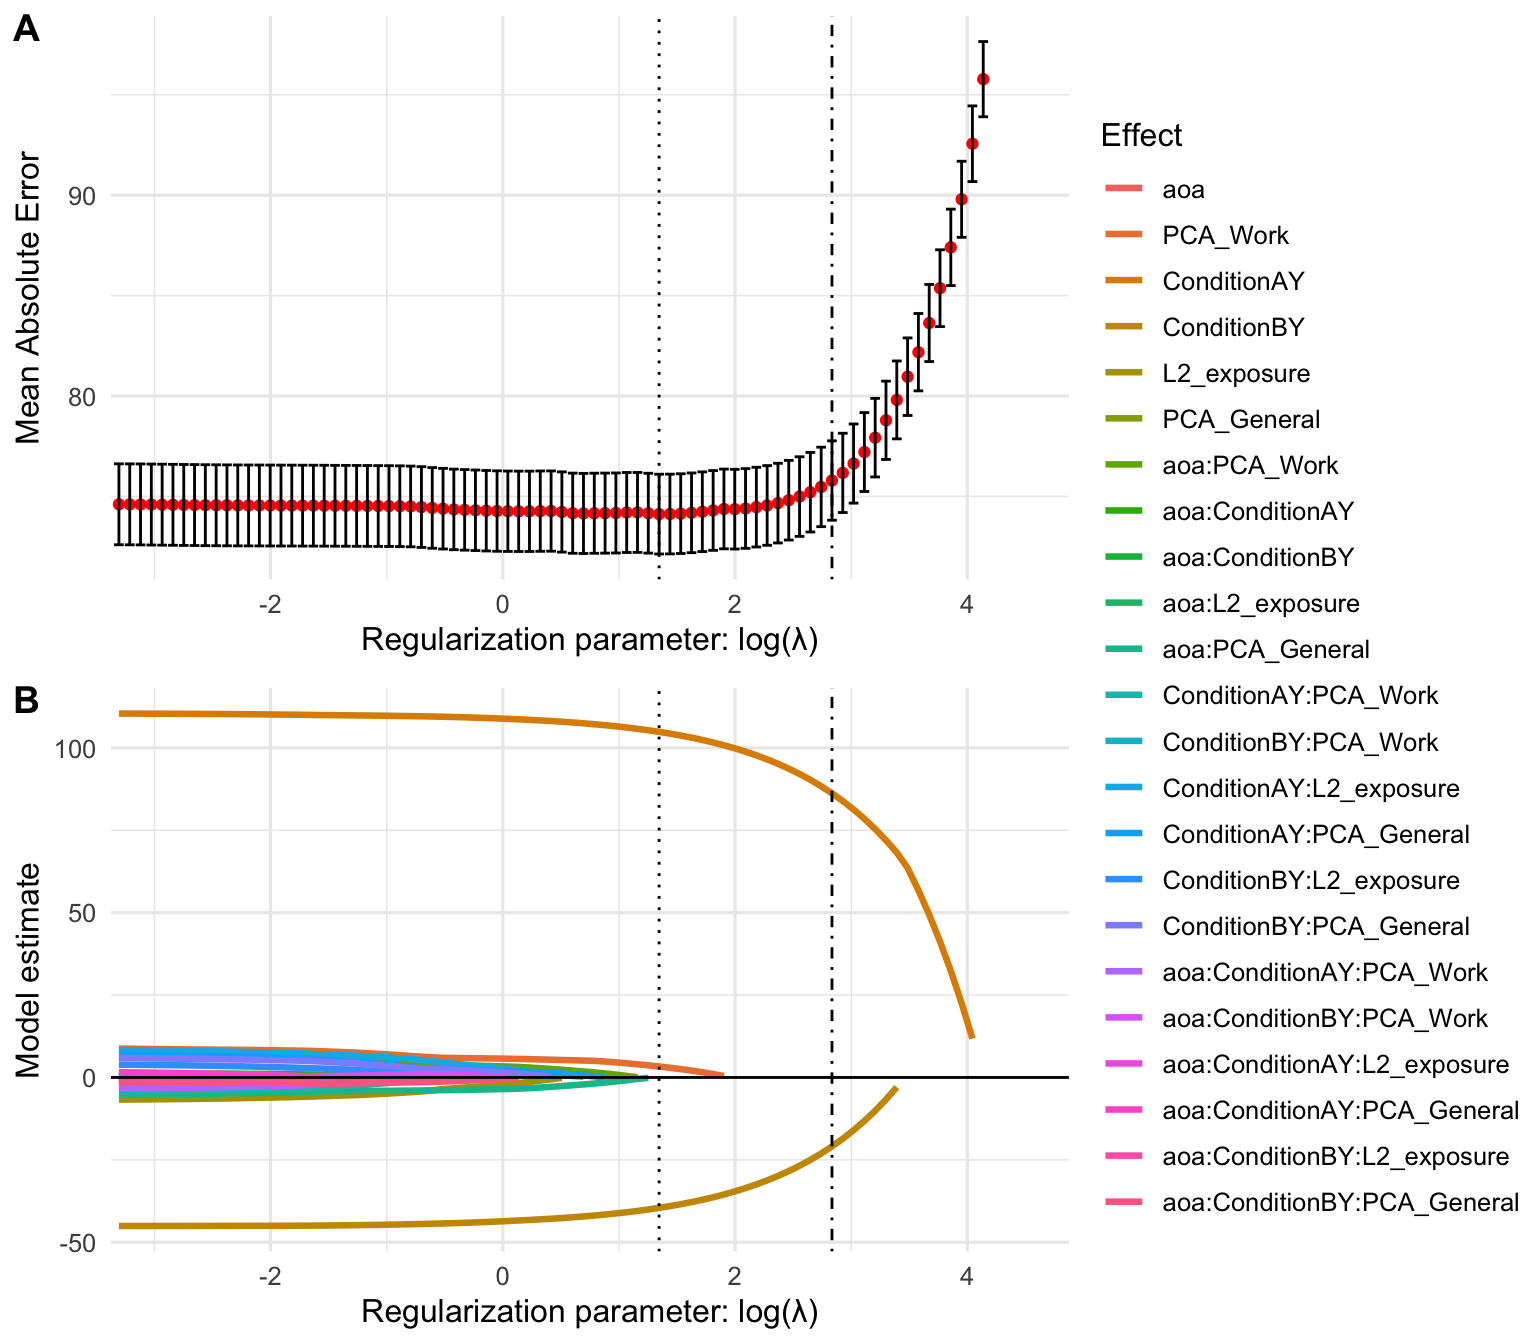 A
Mean Absolute Error
90
80
-2 0 2 4
Regularization parameter: log(λ)
B
Model estimate
100
50
0
-50
-2 0 2 4
Regularization parameter: log(λ)
Effect
aoa
PCA_Work
ConditionAY
ConditionBY
L2_exposure
PCA_General
aoa:PCA_Work
aoa:ConditionAY
aoa:ConditionBY
aoa:L2_exposure
aoa:PCA_General
ConditionAY:PCA_Work
ConditionBY:PCA_Work
ConditionAY:L2_exposure
ConditionAY:PCA_General
ConditionBY:L2_exposure
ConditionBY:PCA_General
aoa:ConditionAY:PCA_Work
aoa:ConditionBY:PCA_Work
aoa:ConditionAY:L2_exposure
aoa:ConditionAY:PCA_General
aoa:ConditionBY:L2_exposure
aoa:ConditionBY:PCA_General